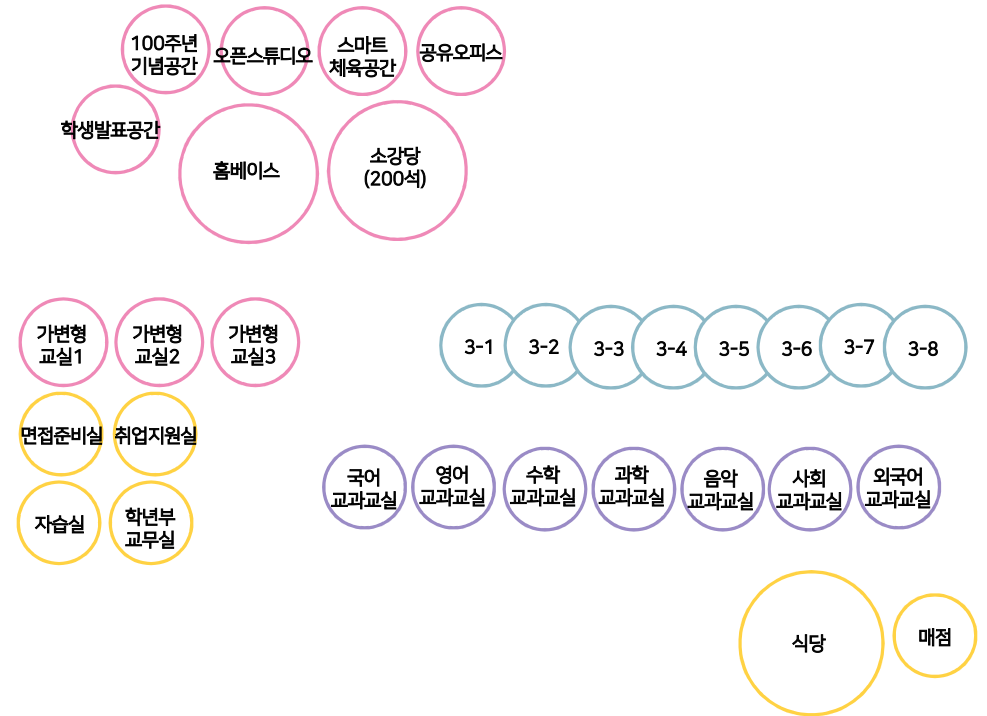 100주년
기념공간
오픈스튜디오
스마트
체육공간
공유오피스
학생발표공간
홈베이스
소강당
(200석)
가변형
교실1
가변형
교실2
가변형
교실3
3-1
3-2
3-3
3-4
3-5
3-6
3-7
3-8
면접준비실
취업지원실
국어
교과교실
영어
교과교실
수학
교과교실
과학
교과교실
음악
교과교실
사회
교과교실
외국어
교과교실
자습실
학년부
교무실
식당
매점